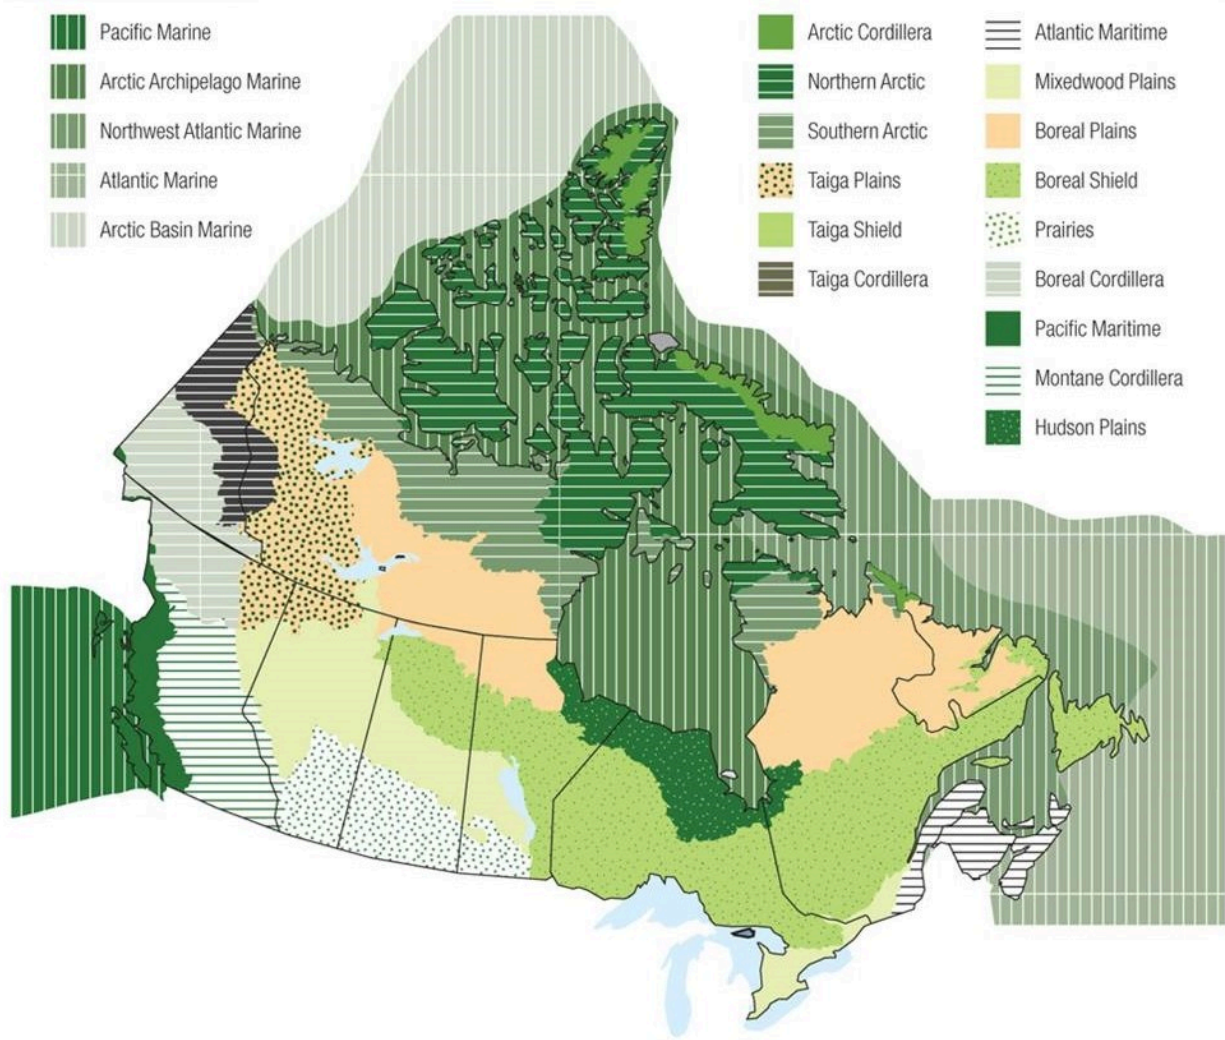 Pacific Marine
Arctic Archipelago Marine
Northwest Atlantic Marine
Atlantic Marine
Arctic Basin Marine
Arctic Cordillera
Northern Arctic
Southern Arctic
Taiga Plains
Taiga Shield
Taiga Cordillera
Atlantic Maritime
Mixedwood Plains
Boreal Plains
Boreal Shield
Prairies
Boreal Cordillera
Pacific Maritime
Montane Cordillera
Hudson Plains